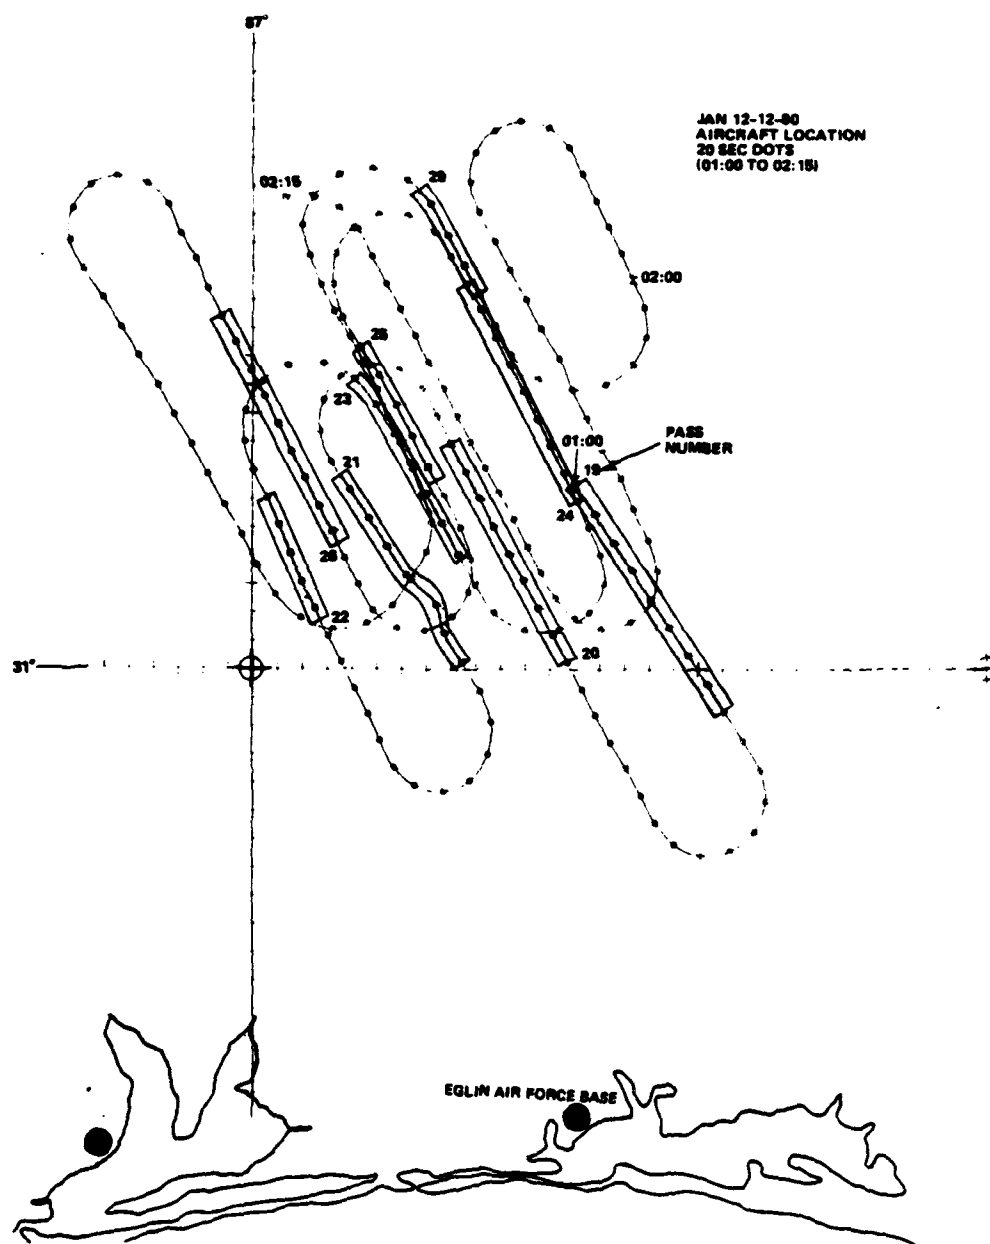 87°
JAN 12-12-80
AIRCRAFT LOCATION
20 SEC DOTS
(01:00 TO 02:15)
02:15
29
02:00
25
23
PASS
NUMBER
01:00
21
19
24
26
22
20
31°
EGLIN AIR FORCE BASE